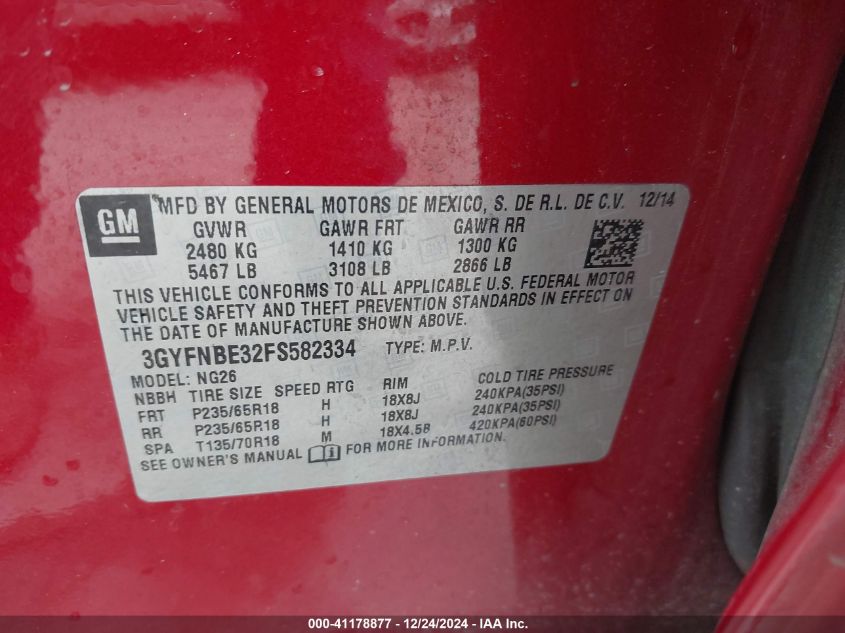 GM MFD BY GENERAL MOTORS DE MEXICO, S. DE R.L. DE C.V. 12/14
GVWR GAWR FRT GAWR RR
2480 KG 1410 KG 1300 KG
5467 LB 3108 LB 2866 LB
THIS VEHICLE CONFORMS TO ALL APPLICABLE U.S. FEDERAL MOTOR
VEHICLE SAFETY AND THEFT PREVENTION STANDARDS IN EFFECT ON
THE DATE OF MANUFACTURE SHOWN ABOVE.
3GYFNBE32FS582334 TYPE: M.P.V.
MODEL: NG26
NBBH TIRE SIZE SPEED RTG RIM COLD TIRE PRESSURE
FRT P235/65R18 H 18X8J 240KPA(35PSI)
RR P235/65R18 H 18X8J 240KPA(35PSI)
SPA T135/70R18 M 18X4.5B 420KPA(60PSI)
SEE OWNER'S MANUAL FOR MORE INFORMATION.
000-41178877 - 12/24/2024 - IAA Inc.